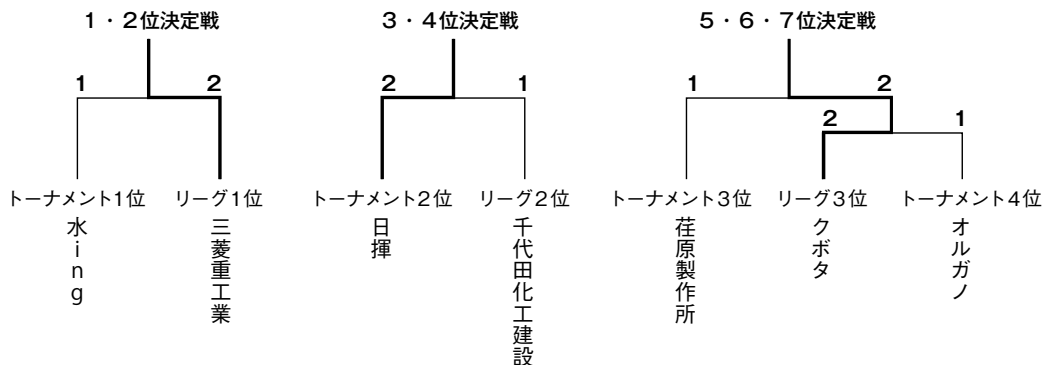 1・2位決定戦
3・4位決定戦
5・6・7位決定戦
1 2
2 1
1 2
2 1
トーナメント1位
リーグ1位
トーナメント2位
リーグ2位
トーナメント3位
リーグ3位
トーナメント4位
水ing
三菱重工業
日揮
千代田化工建設
荏原製作所
クボタ
オルガノ